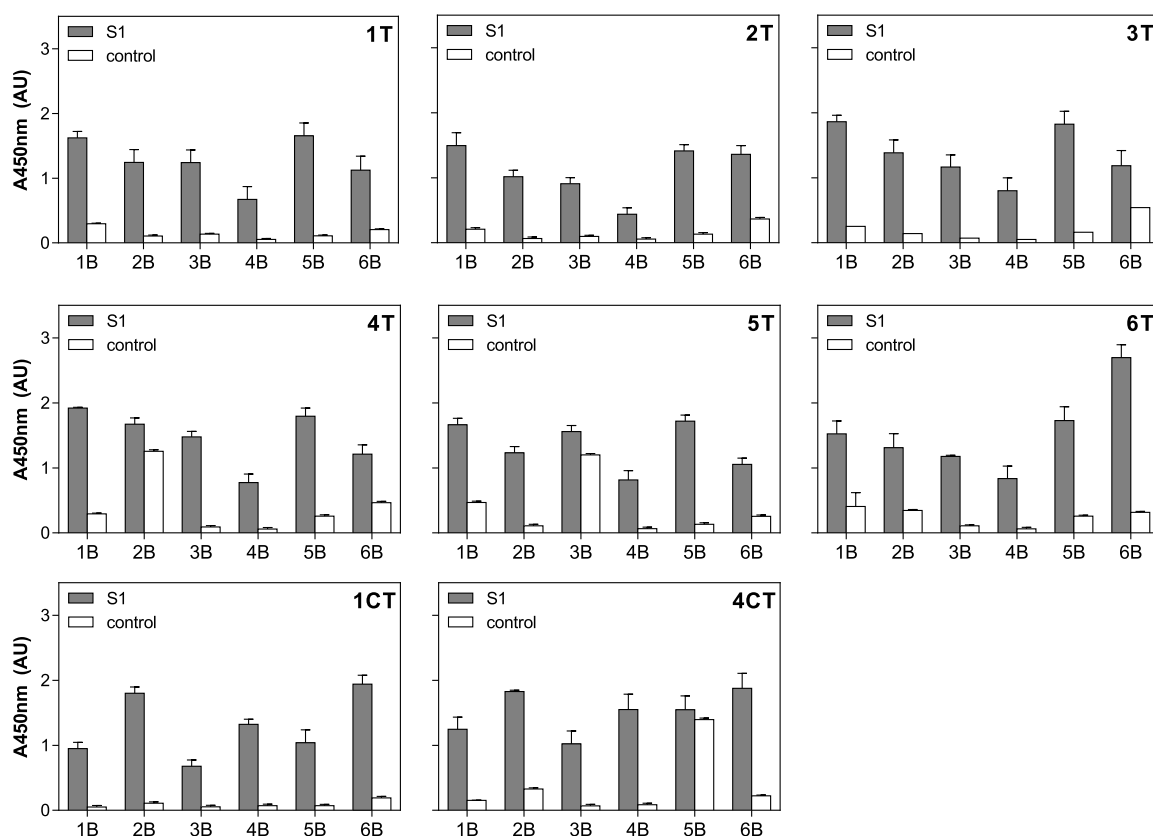 S1 1T
control
S1 2T
control
S1 3T
control
A450nm (AU)
3
2
1
0
1B 2B 3B 4B 5B 6B
1B 2B 3B 4B 5B 6B
1B 2B 3B 4B 5B 6B
S1 4T
control
S1 5T
control
S1 6T
control
A450nm (AU)
3
2
1
0
1B 2B 3B 4B 5B 6B
1B 2B 3B 4B 5B 6B
1B 2B 3B 4B 5B 6B
S1 1CT
control
S1 4CT
control
A450nm (AU)
3
2
1
0
1B 2B 3B 4B 5B 6B
1B 2B 3B 4B 5B 6B